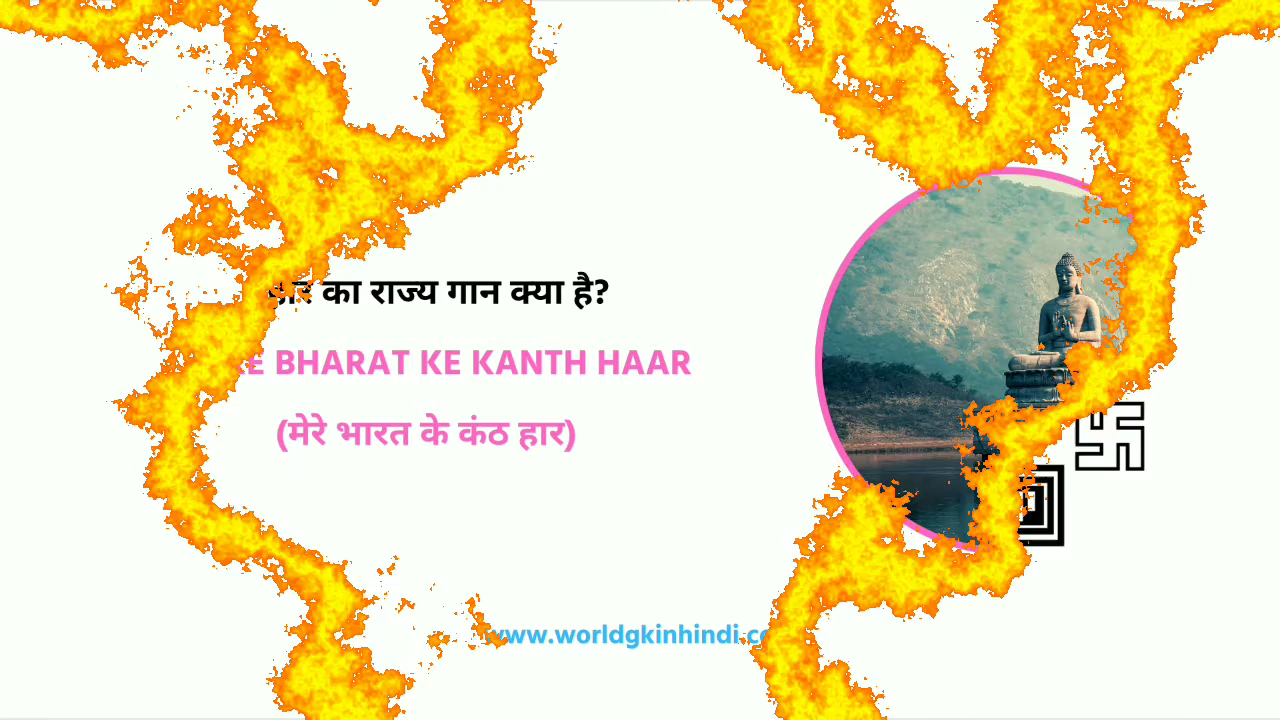 का राज्य गान क्या है?
BHARAT KE KANTH HAAR
(मेरे भारत के कंठ हार)
www.worldgkinhindi.c